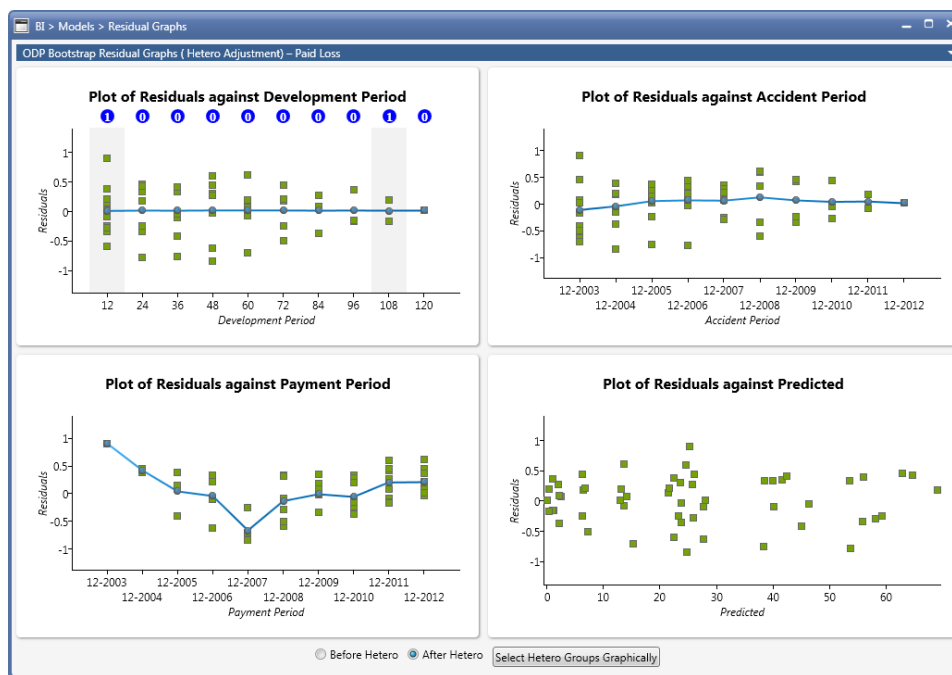 BI > Models > Residual Graphs
ODP Bootstrap Residual Graphs ( Hetero Adjustment) – Paid Loss
Plot of Residuals against Development Period
1 0 0 0 0 0 0 0 1 0
1
0.5
0
-0.5
-1
Residuals
12 24 36 48 60 72 84 96 108 120
Development Period
Plot of Residuals against Accident Period
1
0.5
0
-0.5
-1
Residuals
12-2003 12-2005 12-2007 12-2009 12-2011
12-2004 12-2006 12-2008 12-2010 12-2012
Accident Period
Plot of Residuals against Payment Period
1
0.5
0
-0.5
-1
Residuals
12-2003 12-2005 12-2007 12-2009 12-2011
12-2004 12-2006 12-2008 12-2010 12-2012
Payment Period
Plot of Residuals against Predicted
1
0.5
0
-0.5
-1
Residuals
0 10 20 30 40 50 60
Predicted
Before Hetero After Hetero Select Hetero Groups Graphically